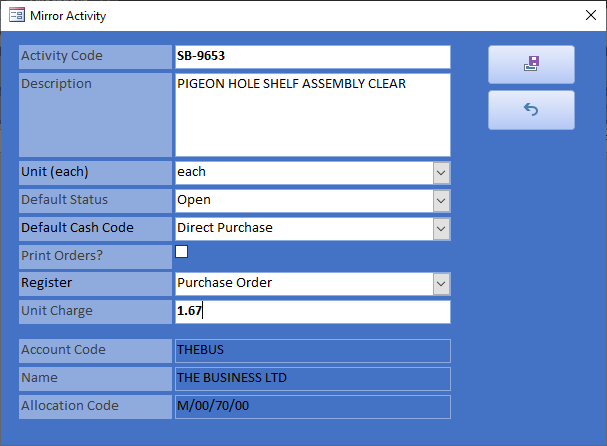 Mirror Activity
Activity Code SB-9653
Description PIGEON HOLE SHELF ASSEMBLY CLEAR
Unit (each) each
Default Status Open
Default Cash Code Direct Purchase
Print Orders?
Register Purchase Order
Unit Charge 1.67
Account Code THEBUS
Name THE BUSINESS LTD
Allocation Code M/00/70/00